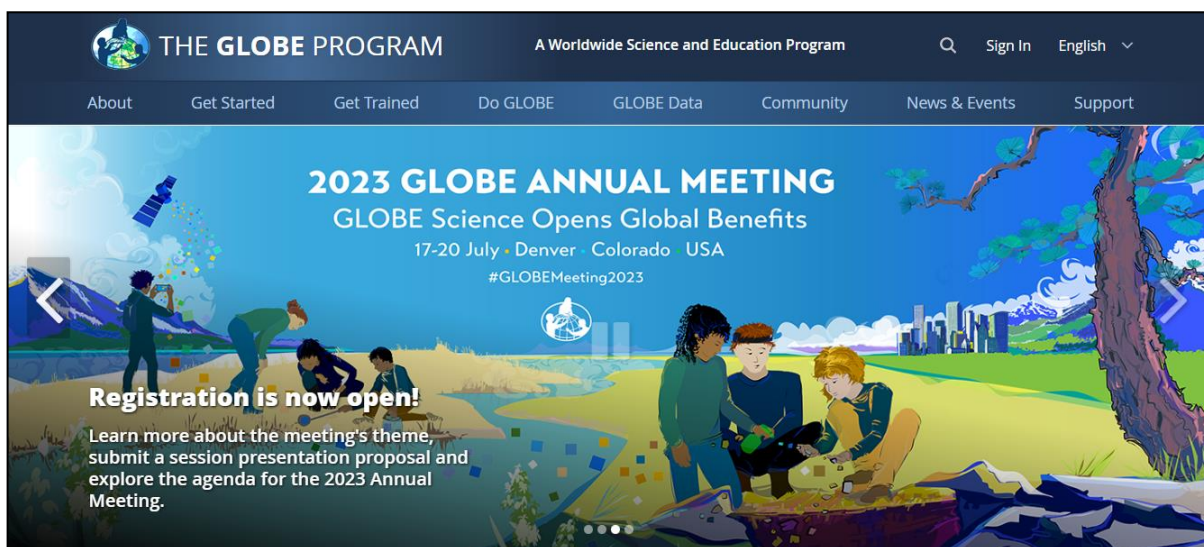 THE GLOBE PROGRAM
A Worldwide Science and Education Program
Sign In
English
About
Get Started
Get Trained
Do GLOBE
GLOBE Data
Community
News & Events
Support
2023 GLOBE ANNUAL MEETING
GLOBE Science Opens Global Benefits
17-20 July • Denver • Colorado • USA
#GLOBEMeeting2023
Registration is now open!
Learn more about the meeting's theme,
submit a session presentation proposal and
explore the agenda for the 2023 Annual
Meeting.